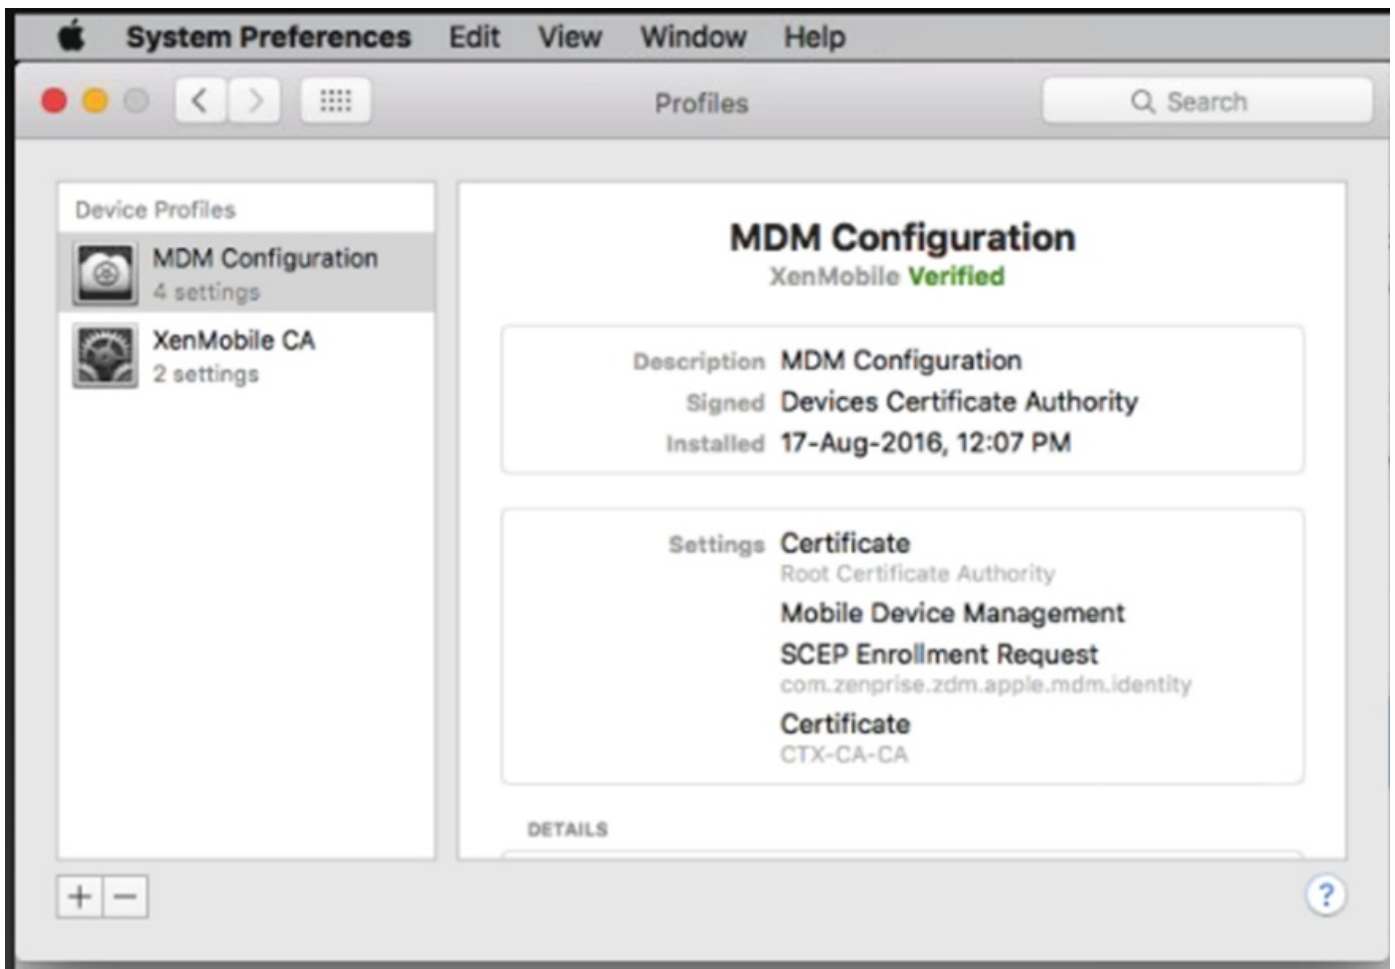 System Preferences Edit View Window Help
Profiles
Search
Device Profiles
MDM Configuration
4 settings
XenMobile CA
2 settings
MDM Configuration
XenMobile Verified
Description MDM Configuration
Signed Devices Certificate Authority
Installed 17-Aug-2016, 12:07 PM
Settings Certificate
Root Certificate Authority
Mobile Device Management
SCEP Enrollment Request
com.zenprise.zdm.apple.mdm.identity
Certificate
CTX-CA-CA
DETAILS
+ −
?